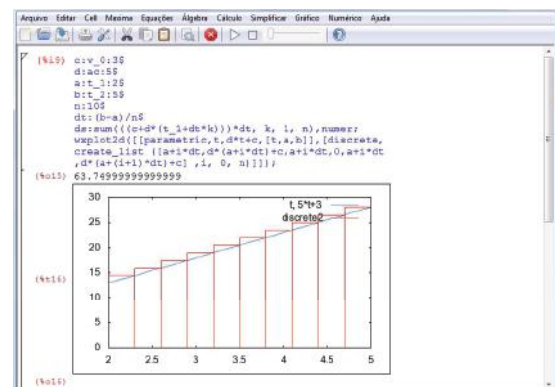 Arquivo Editar Cell Maxima Equações Álgebra Cálculo Simplificar Gráfico Numérico Ajuda
(%i9) c:v_0:3$
d:ac:5$
a:t_1:2$
b:t_2:5$
n:10$
dt:(b-a)/n$
ds:sum(((c+d*(t_1+dt*k)))*dt, k, 1, n),numer;
wxplot2d([[parametric,t,d*t+c,[t,a,b]],[discrete,
create_list ([a+i*dt,d*(a+i*dt)+c,a+i*dt,0,a+i*dt
,d*(a+(i+1)*dt)+c] ,i, 0, n)]]);
(%o15) 63.74999999999999
(%t16)
30
25
20
15
10
5
0
t, 5*t+3
discrete2
2 2.5 3 3.5 4 4.5 5
(%o16)